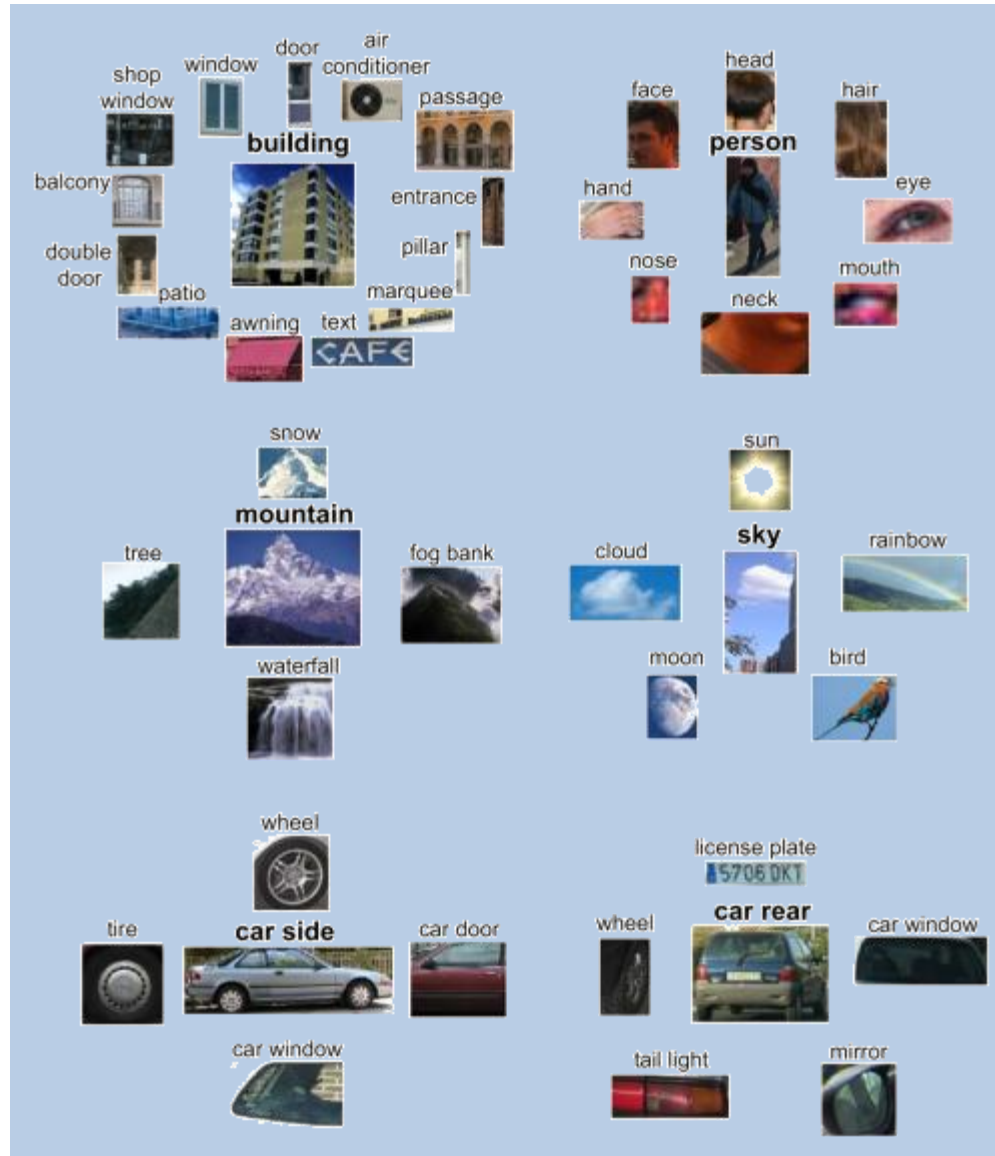 door
air
conditioner
window
shop
window
passage
building
balcony
entrance
double
door
pillar
patio
marquee
awning
text
CAFE
head
face
hair
person
hand
eye
nose
mouth
neck
snow
mountain
tree
fog bank
waterfall
sun
sky
cloud
rainbow
moon
bird
wheel
tire
car side
car door
car window
license plate
5706 DKT
car rear
wheel
car window
tail light
mirror